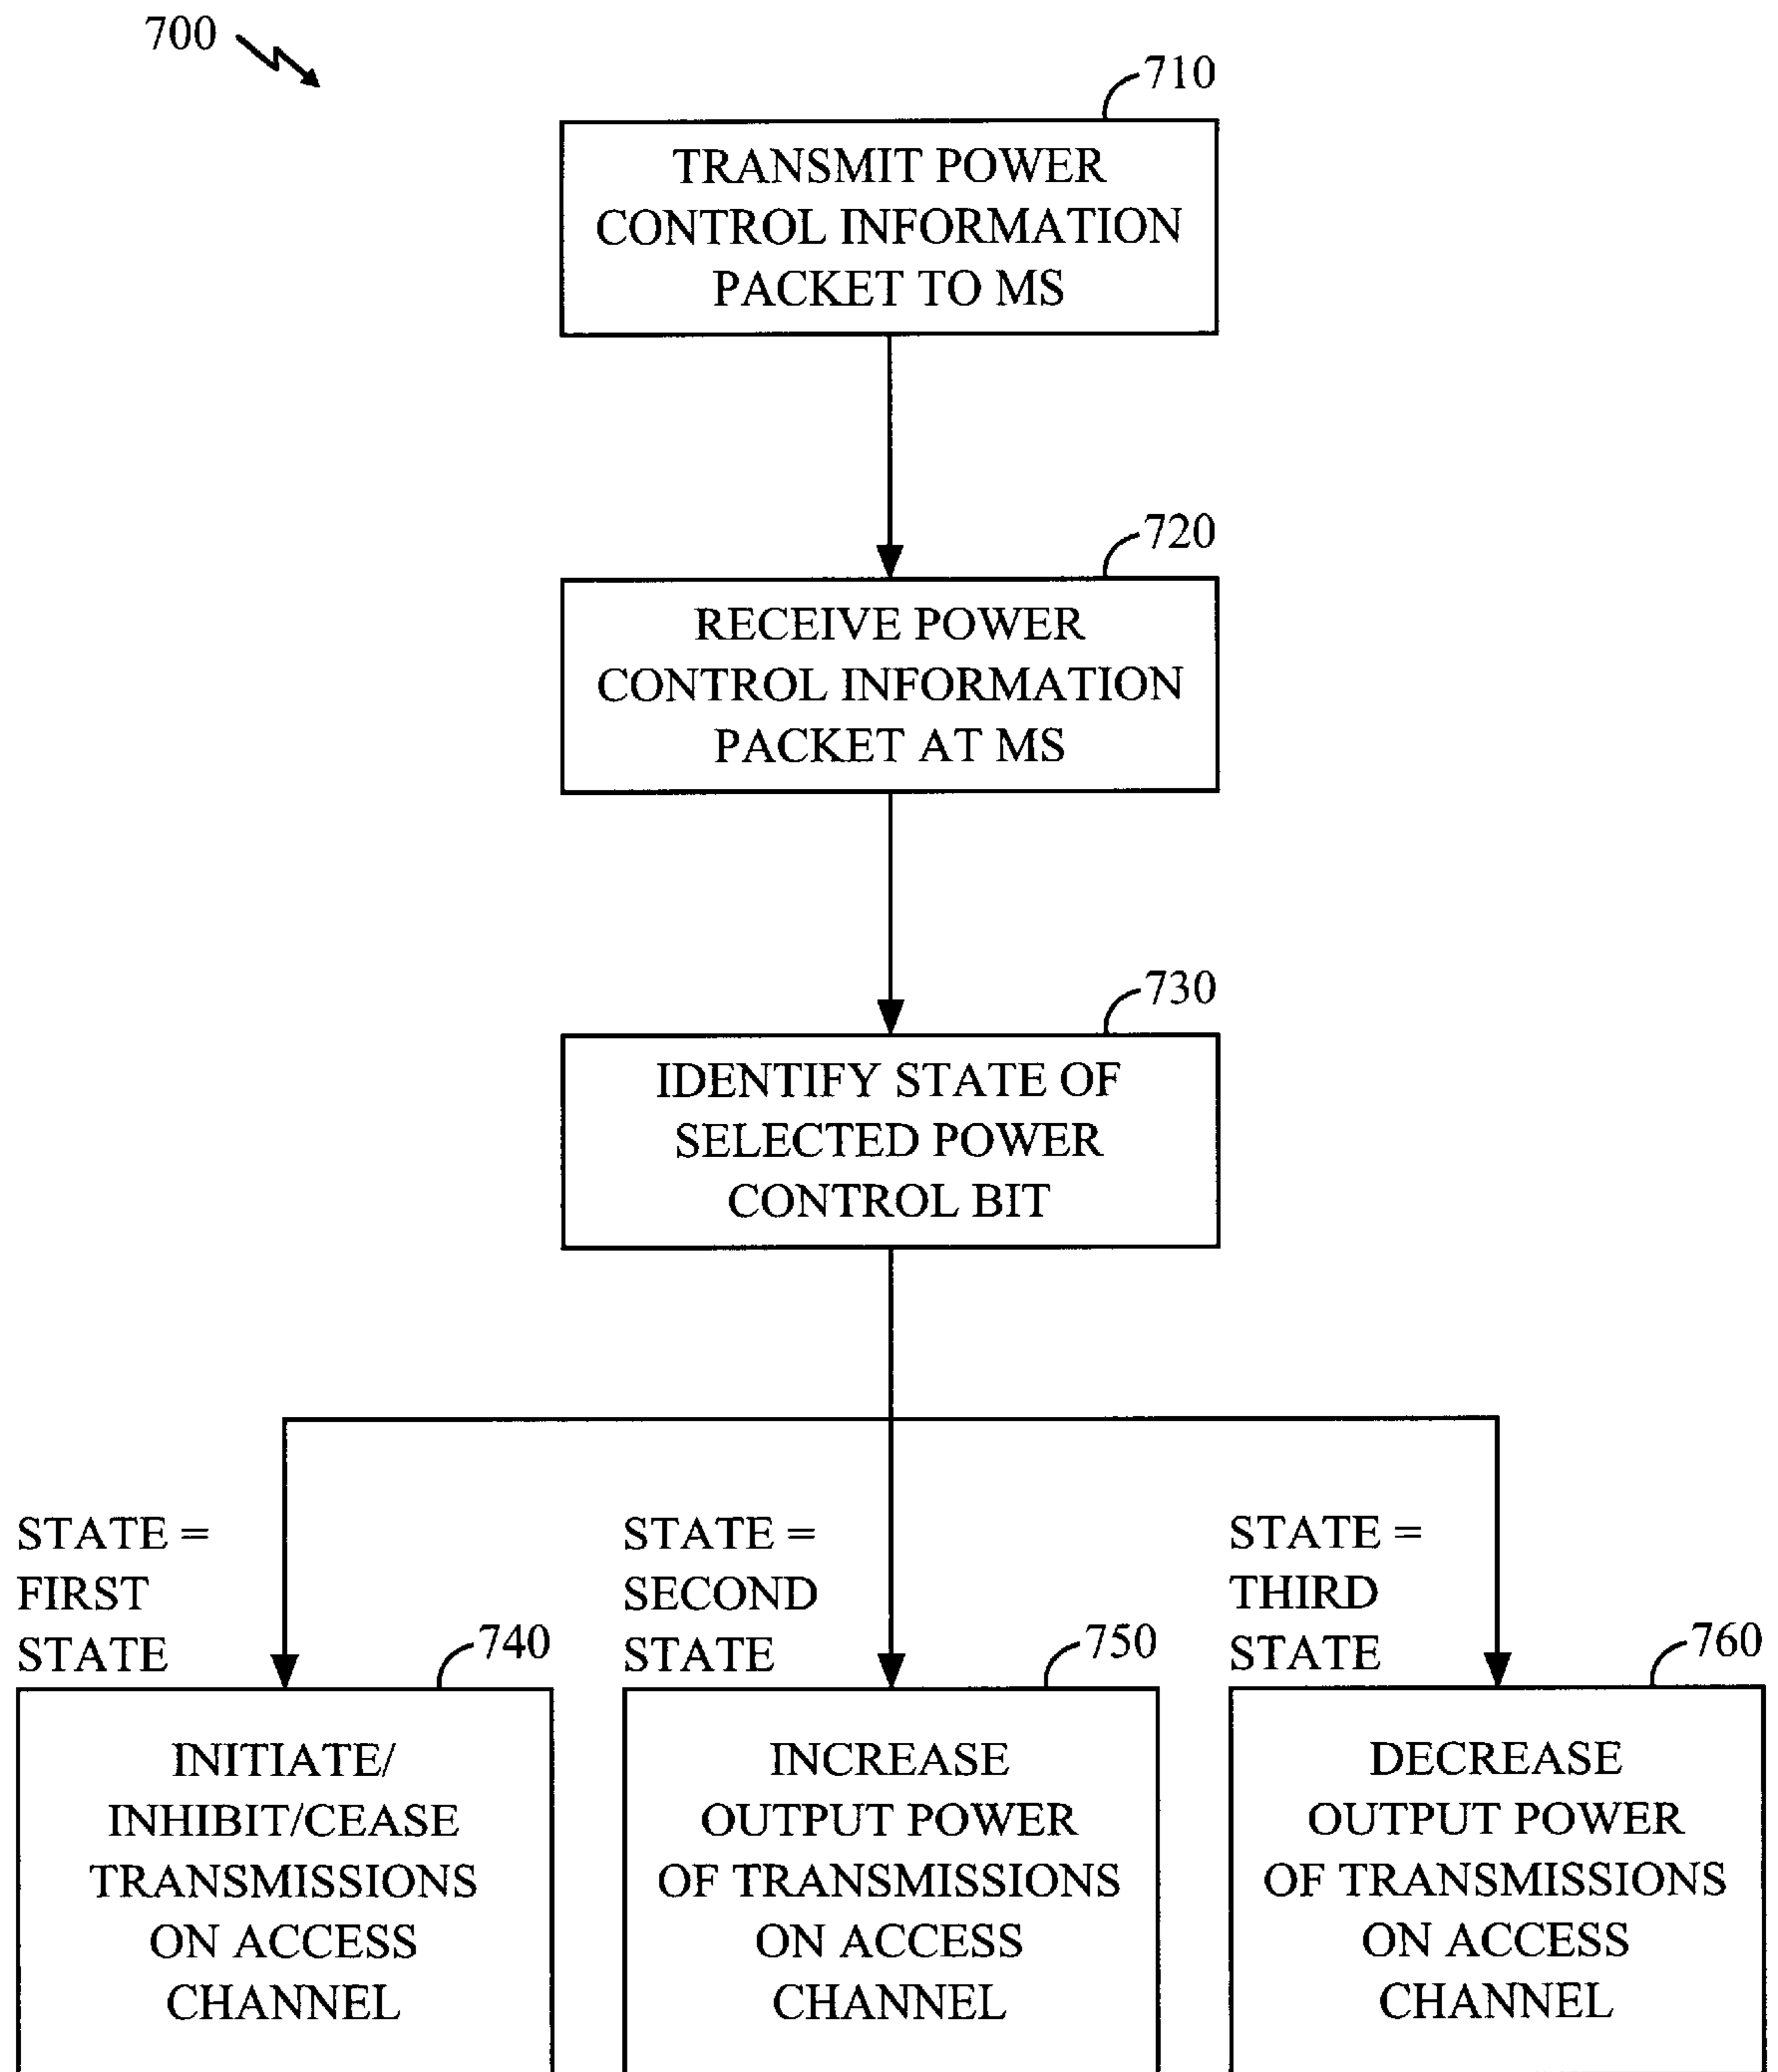 700
710
TRANSMIT POWER
CONTROL INFORMATION
PACKET TO MS
720
RECEIVE POWER
CONTROL INFORMATION
PACKET AT MS
730
IDENTIFY STATE OF
SELECTED POWER
CONTROL BIT
STATE =
FIRST
STATE
740
INITIATE/
INHIBIT/CEASE
TRANSMISSIONS
ON ACCESS
CHANNEL
STATE =
SECOND
STATE
750
INCREASE
OUTPUT POWER
OF TRANSMISSIONS
ON ACCESS
CHANNEL
STATE =
THIRD
STATE
760
DECREASE
OUTPUT POWER
OF TRANSMISSIONS
ON ACCESS
CHANNEL